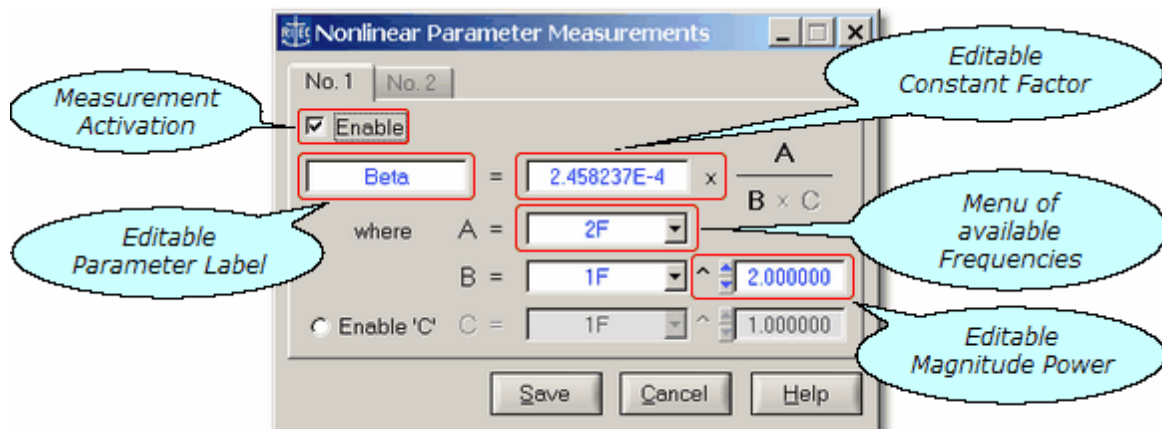 RITEC Nonlinear Parameter Measurements
Editable
Constant Factor
No. 1 No. 2
Measurement
Activation
Enable
Beta = 2.458237E-4 x A
B x C
Editable
Parameter Label
where A = 2F
Menu of
available
Frequencies
B = 1F ^ 2.000000
Enable 'C' C = 1F ^ 1.000000
Editable
Magnitude Power
Save Cancel Help